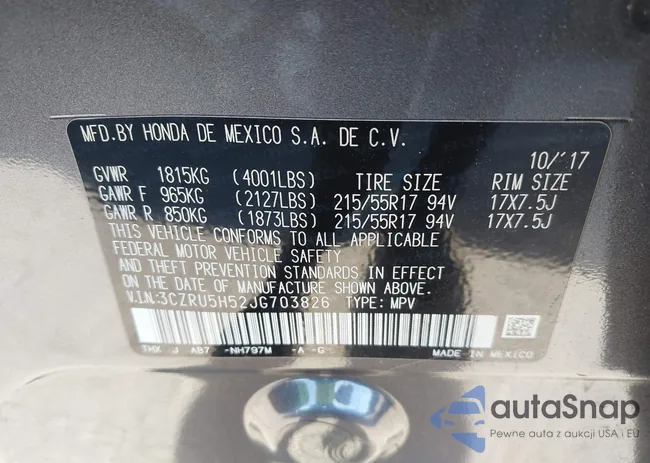 MFD.BY HONDA DE MEXICO S.A. DE C.V.
10/'17
GVWR 1815KG (4001LBS) TIRE SIZE RIM SIZE
GAWR F 965KG (2127LBS) 215/55R17 94V 17X7.5J
GAWR R 850KG (1873LBS) 215/55R17 94V 17X7.5J
THIS VEHICLE CONFORMS TO ALL APPLICABLE
FEDERAL MOTOR VEHICLE SAFETY
AND THEFT PREVENTION STANDARDS IN EFFECT
ON THE DATE OF MANUFACTURE SHOWN ABOVE.
V.I.N:3CZRU5H52JG703826 TYPE: MPV
THX J AB7 -NH797M -A -G
MADE IN MEXICO
autaSnap
Pewne auta z aukcji USA i EU